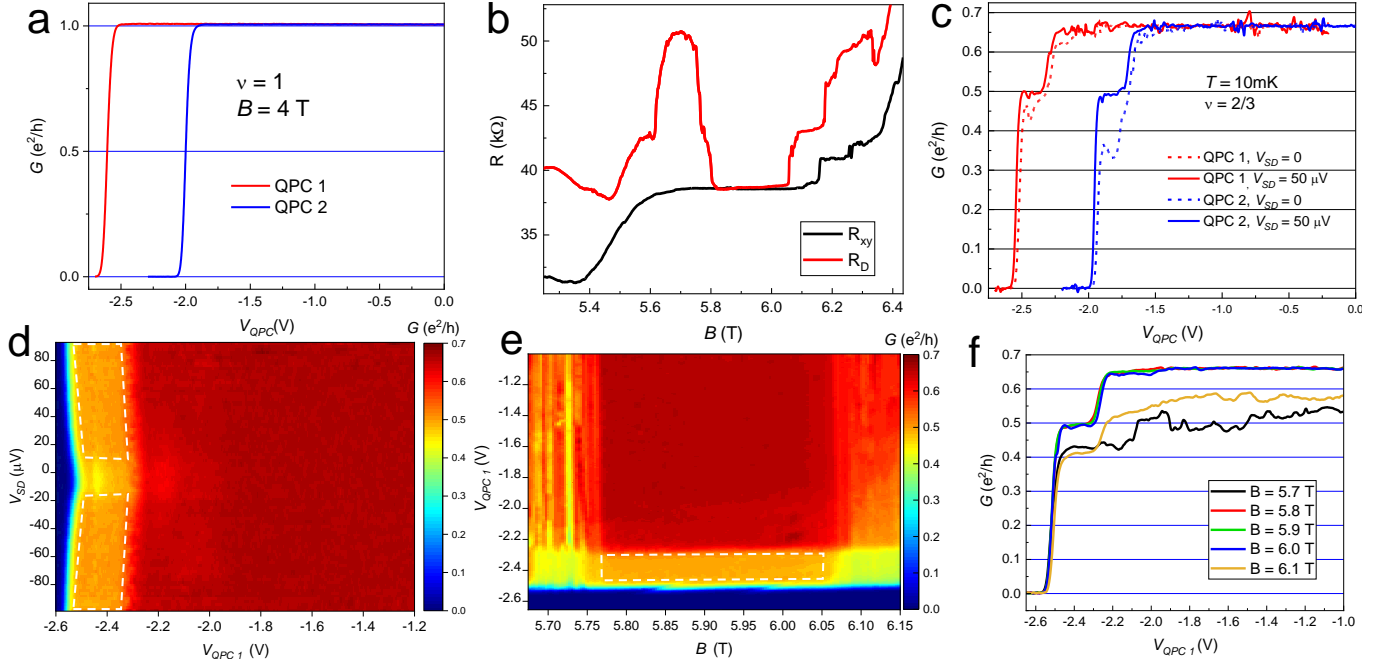 a
1.0
0.5
0.0
G (e²/h)
ν = 1
B = 4 T
QPC 1
QPC 2
-2.5 -2.0 -1.5 -1.0 -0.5 0.0
V_QPC(V)
b
50
45
40
35
R (kΩ)
R_xy
R_D
5.4 5.6 5.8 6.0 6.2 6.4
B (T)
c
0.7
0.6
0.5
0.4
0.3
0.2
0.1
0.0
G (e²/h)
T = 10mK
ν = 2/3
QPC 1, V_SD = 0
QPC 1, V_SD = 50 μV
QPC 2, V_SD = 0
QPC 2, V_SD = 50 μV
-2.5 -2.0 -1.5 -1.0 -0.5 0.0
V_QPC (V)
d
G (e²/h)
80
60
40
20
0
-20
-40
-60
-80
V_SD (μV)
0.7
0.6
0.5
0.4
0.3
0.2
0.1
0.0
-2.6 -2.4 -2.2 -2.0 -1.8 -1.6 -1.4 -1.2
V_QPC 1 (V)
e
G (e²/h)
-1.2
-1.4
-1.6
-1.8
-2.0
-2.2
-2.4
-2.6
V_QPC 1 (V)
0.7
0.6
0.5
0.4
0.3
0.2
0.1
0.0
5.70 5.75 5.80 5.85 5.90 5.95 6.00 6.05 6.10 6.15
B (T)
f
0.7
0.6
0.5
0.4
0.3
0.2
0.1
0.0
G (e²/h)
B = 5.7 T
B = 5.8 T
B = 5.9 T
B = 6.0 T
B = 6.1 T
-2.6 -2.4 -2.2 -2.0 -1.8 -1.6 -1.4 -1.2 -1.0
V_QPC 1 (V)